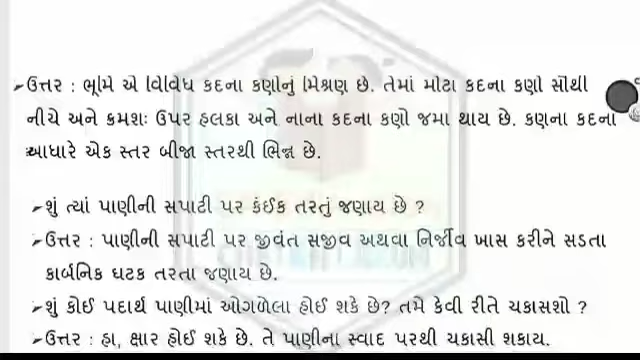 ➢ઉત્તર : ભૂમિ એ વિવિધ કદના કણોનું મિશ્રણ છે. તેમાં મોટા કદના કણો સૌથી
નીચે અને ક્રમશઃ ઉપર હલકા અને નાના કદના કણો જમા થાય છે. કણના કદના
આધારે એક સ્તર બીજા સ્તરથી ભિન્ન છે.
➢શું ત્યાં પાણીની સપાટી પર કંઈક તરતું જણાય છે ?
➢ઉત્તર : પાણીની સપાટી પર જીવંત સજીવ અથવા નિર્જીવ ખાસ કરીને સડતા
કાર્બનિક ઘટક તરતા જણાય છે.
➢શું કોઈ પદાર્થ પાણીમાં ઓગળેલા હોઈ શકે છે? તમે કેવી રીતે ચકાસશો ?
➢ઉત્તર : હા, ક્ષાર હોઈ શકે છે. તે પાણીના સ્વાદ પરથી ચકાસી શકાય.